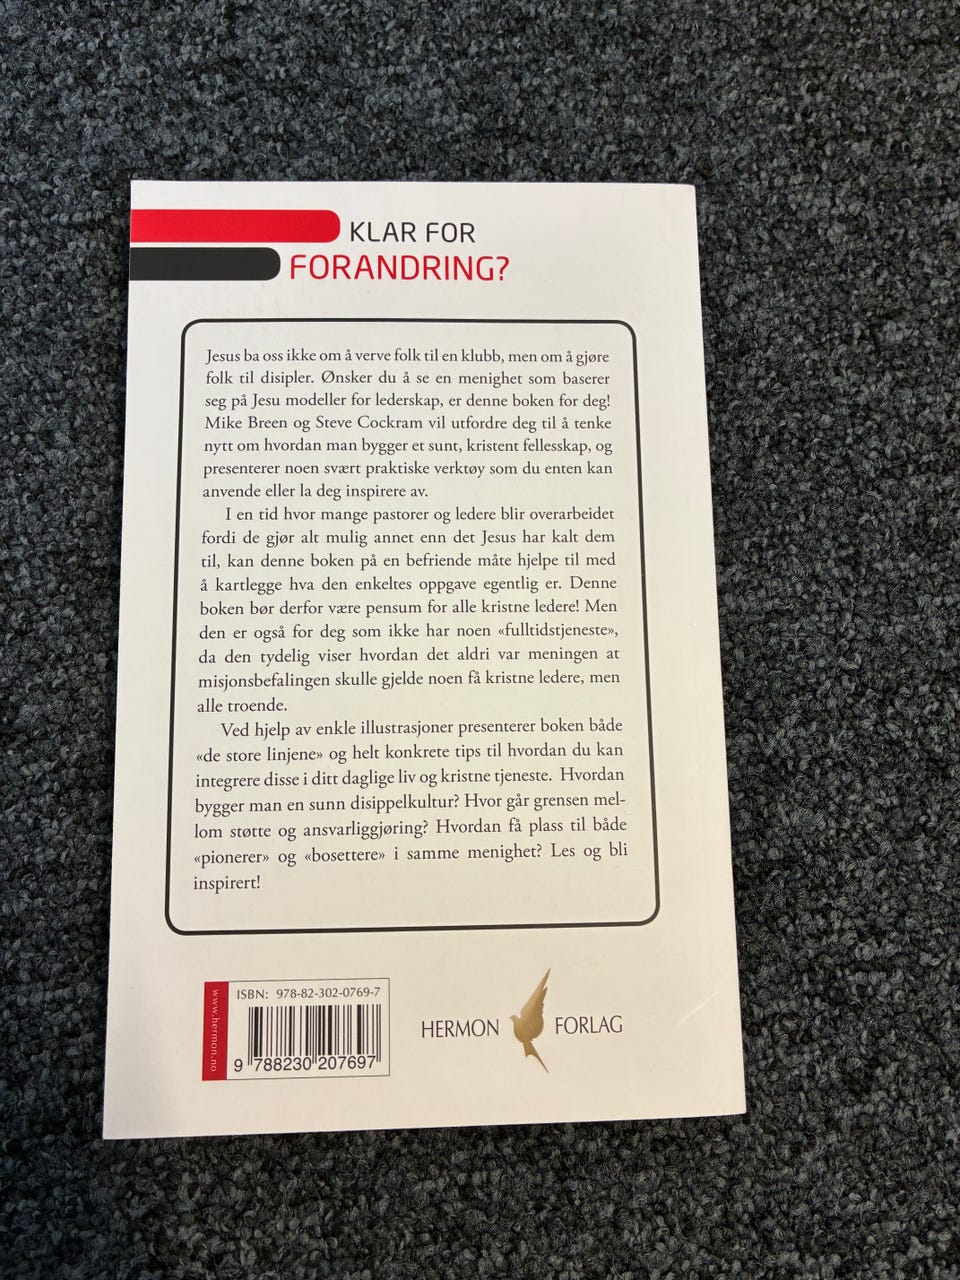 KLAR FOR
FORANDRING?
Jesus ba oss ikke om å verve folk til en klubb, men om å gjøre
folk til disipler. Ønsker du å se en menighet som baserer
seg på Jesu modeller for lederskap, er denne boken for deg!
Mike Breen og Steve Cockram vil utfordre deg til å tenke
nytt om hvordan man bygger et sunt, kristent fellesskap, og
presenterer noen svært praktiske verktøy som du enten kan
anvende eller la deg inspirere av.
I en tid hvor mange pastorer og ledere blir overarbeidet
fordi de gjør alt mulig annet enn det Jesus har kalt dem
til, kan denne boken på en befriende måte hjelpe til med
å kartlegge hva den enkeltes oppgave egentlig er. Denne
boken bør derfor være pensum for alle kristne ledere! Men
den er også for deg som ikke har noen «fulltidstjeneste»,
da den tydelig viser hvordan det aldri var meningen at
misjonsbefalingen skulle gjelde noen få kristne ledere, men
alle troende.
Ved hjelp av enkle illustrasjoner presenterer boken både
«de store linjene» og helt konkrete tips til hvordan du kan
integrere disse i ditt daglige liv og kristne tjeneste. Hvordan
bygger man en sunn disippelkultur? Hvor går grensen mel-
lom støtte og ansvarliggjøring? Hvordan få plass til både
«pionerer» og «bosettere» i samme menighet? Les og bli
inspirert!
www.hermon.no
ISBN: 978-82-302-0769-7
9 788230 207697
HERMON FORLAG